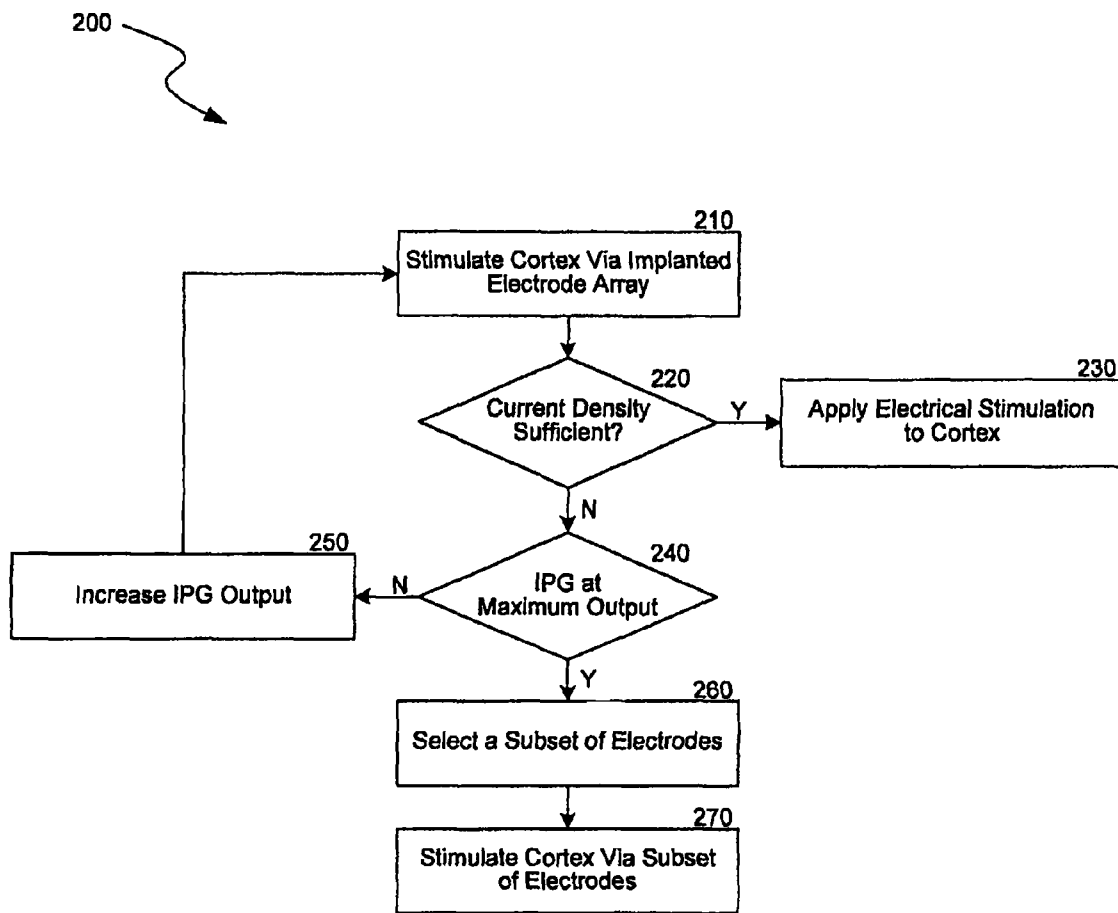 200
210
Stimulate Cortex Via Implanted
Electrode Array
220
Current Density
Sufficient?
Y
230
Apply Electrical Stimulation
to Cortex
N
240
IPG at
Maximum Output
N
250
Increase IPG Output
Y
260
Select a Subset of Electrodes
270
Stimulate Cortex Via Subset
of Electrodes